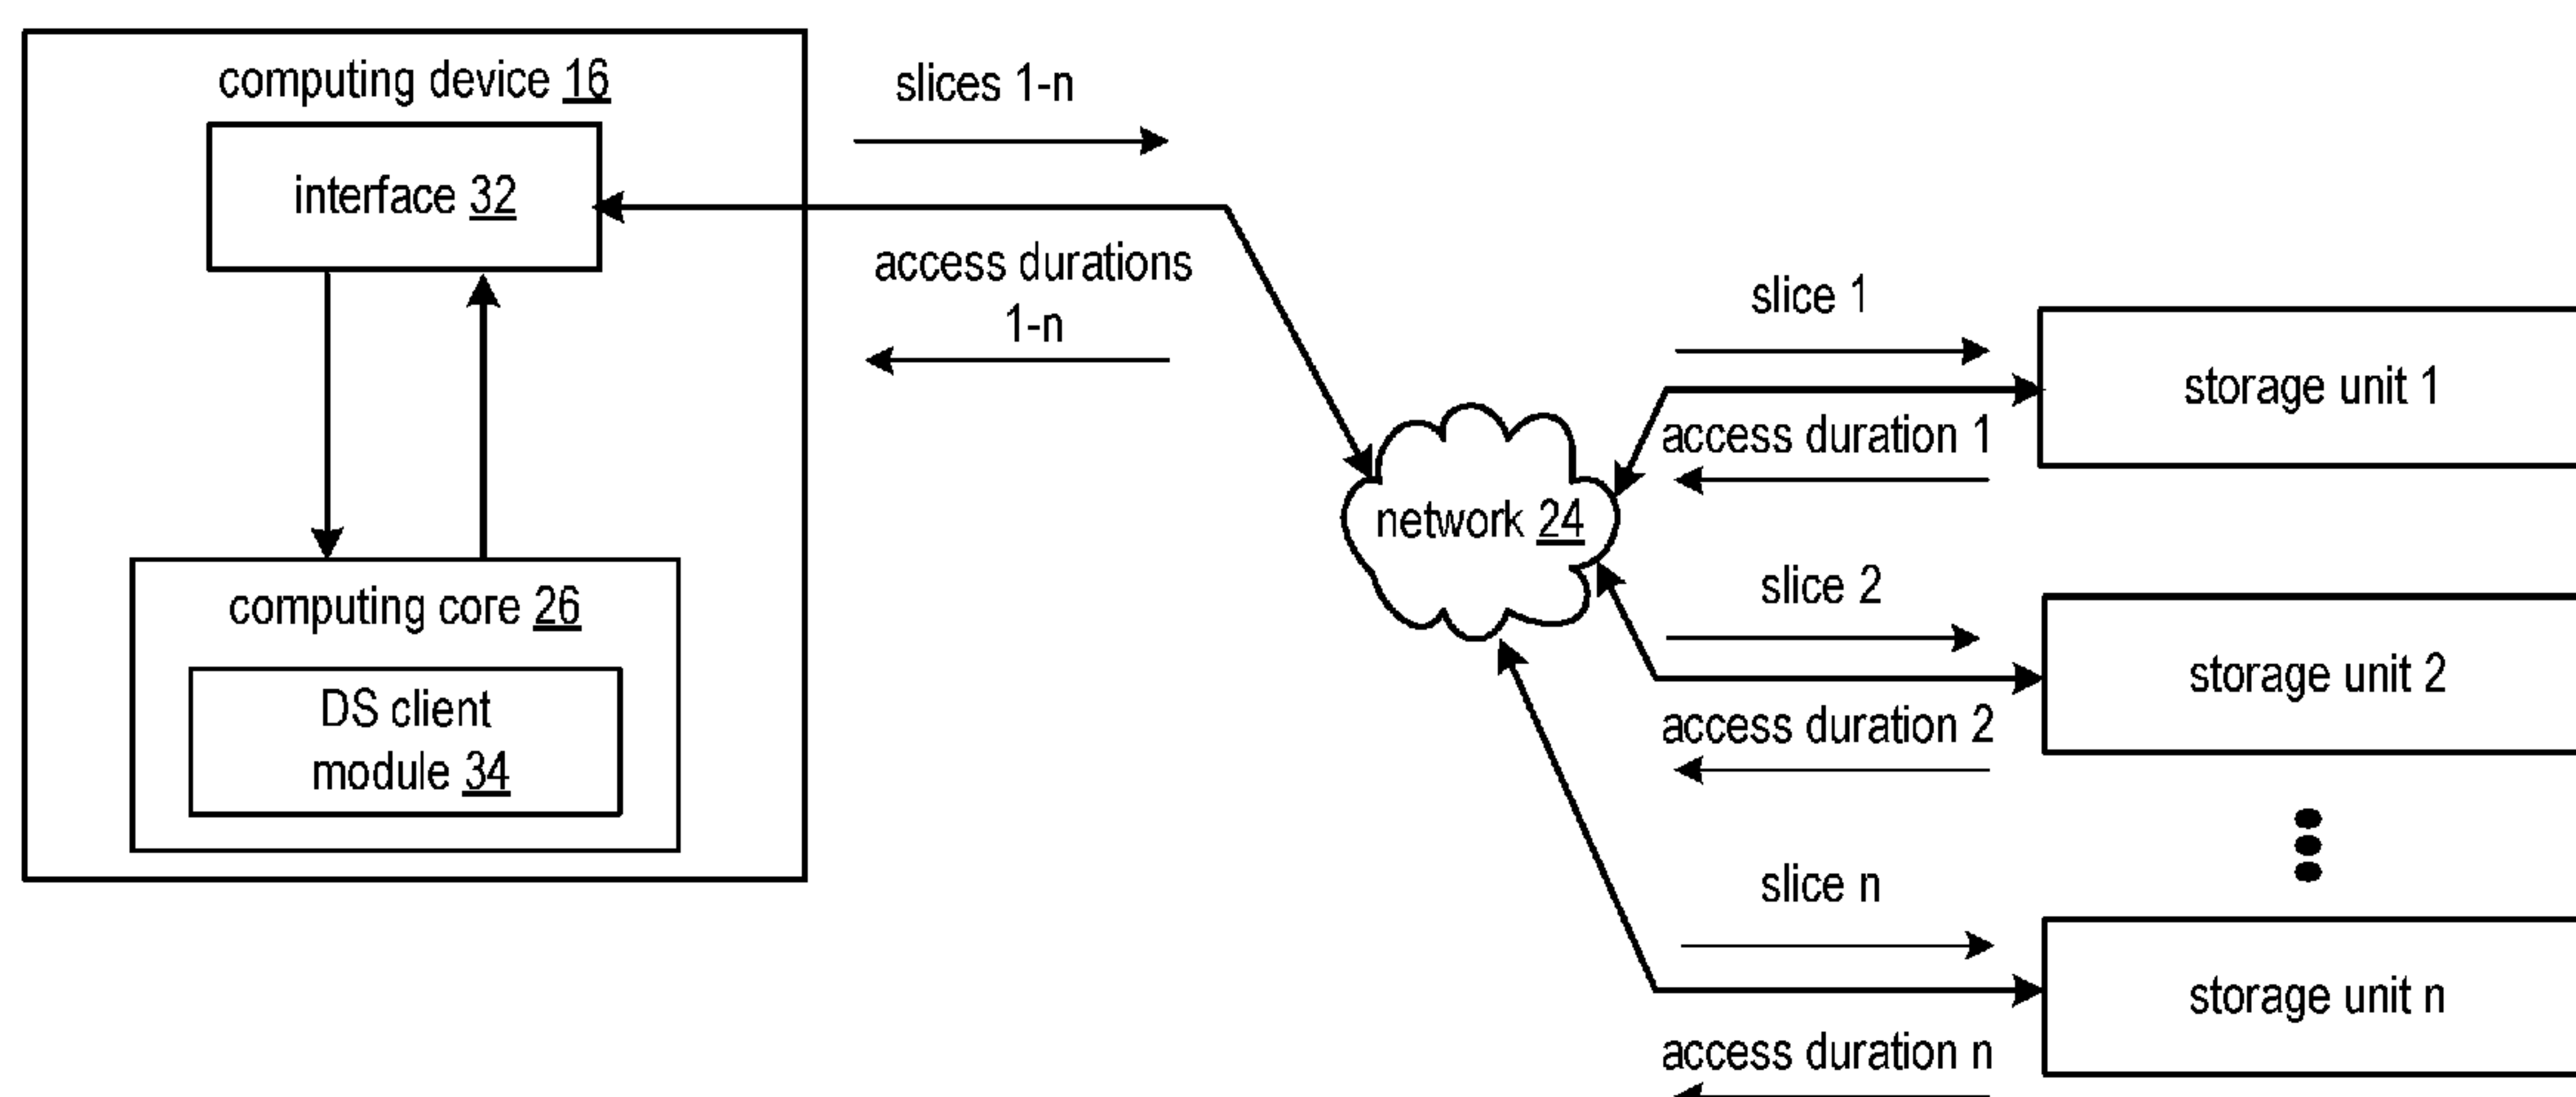 computing device 16
interface 32
computing core 26
DS client
module 34
slices 1-n
access durations
1-n
network 24
slice 1
access duration 1
storage unit 1
slice 2
access duration 2
storage unit 2
slice n
access duration n
storage unit n